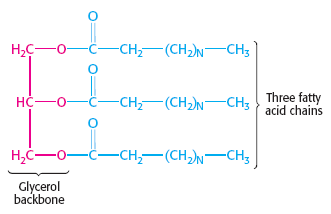 O
H₂C—O—C—CH₂—(CH₂)N—CH₃
O
HC—O—C—CH₂—(CH₂)N—CH₃
Three fatty
acid chains
O
H₂C—O—C—CH₂—(CH₂)N—CH₃
Glycerol
backbone